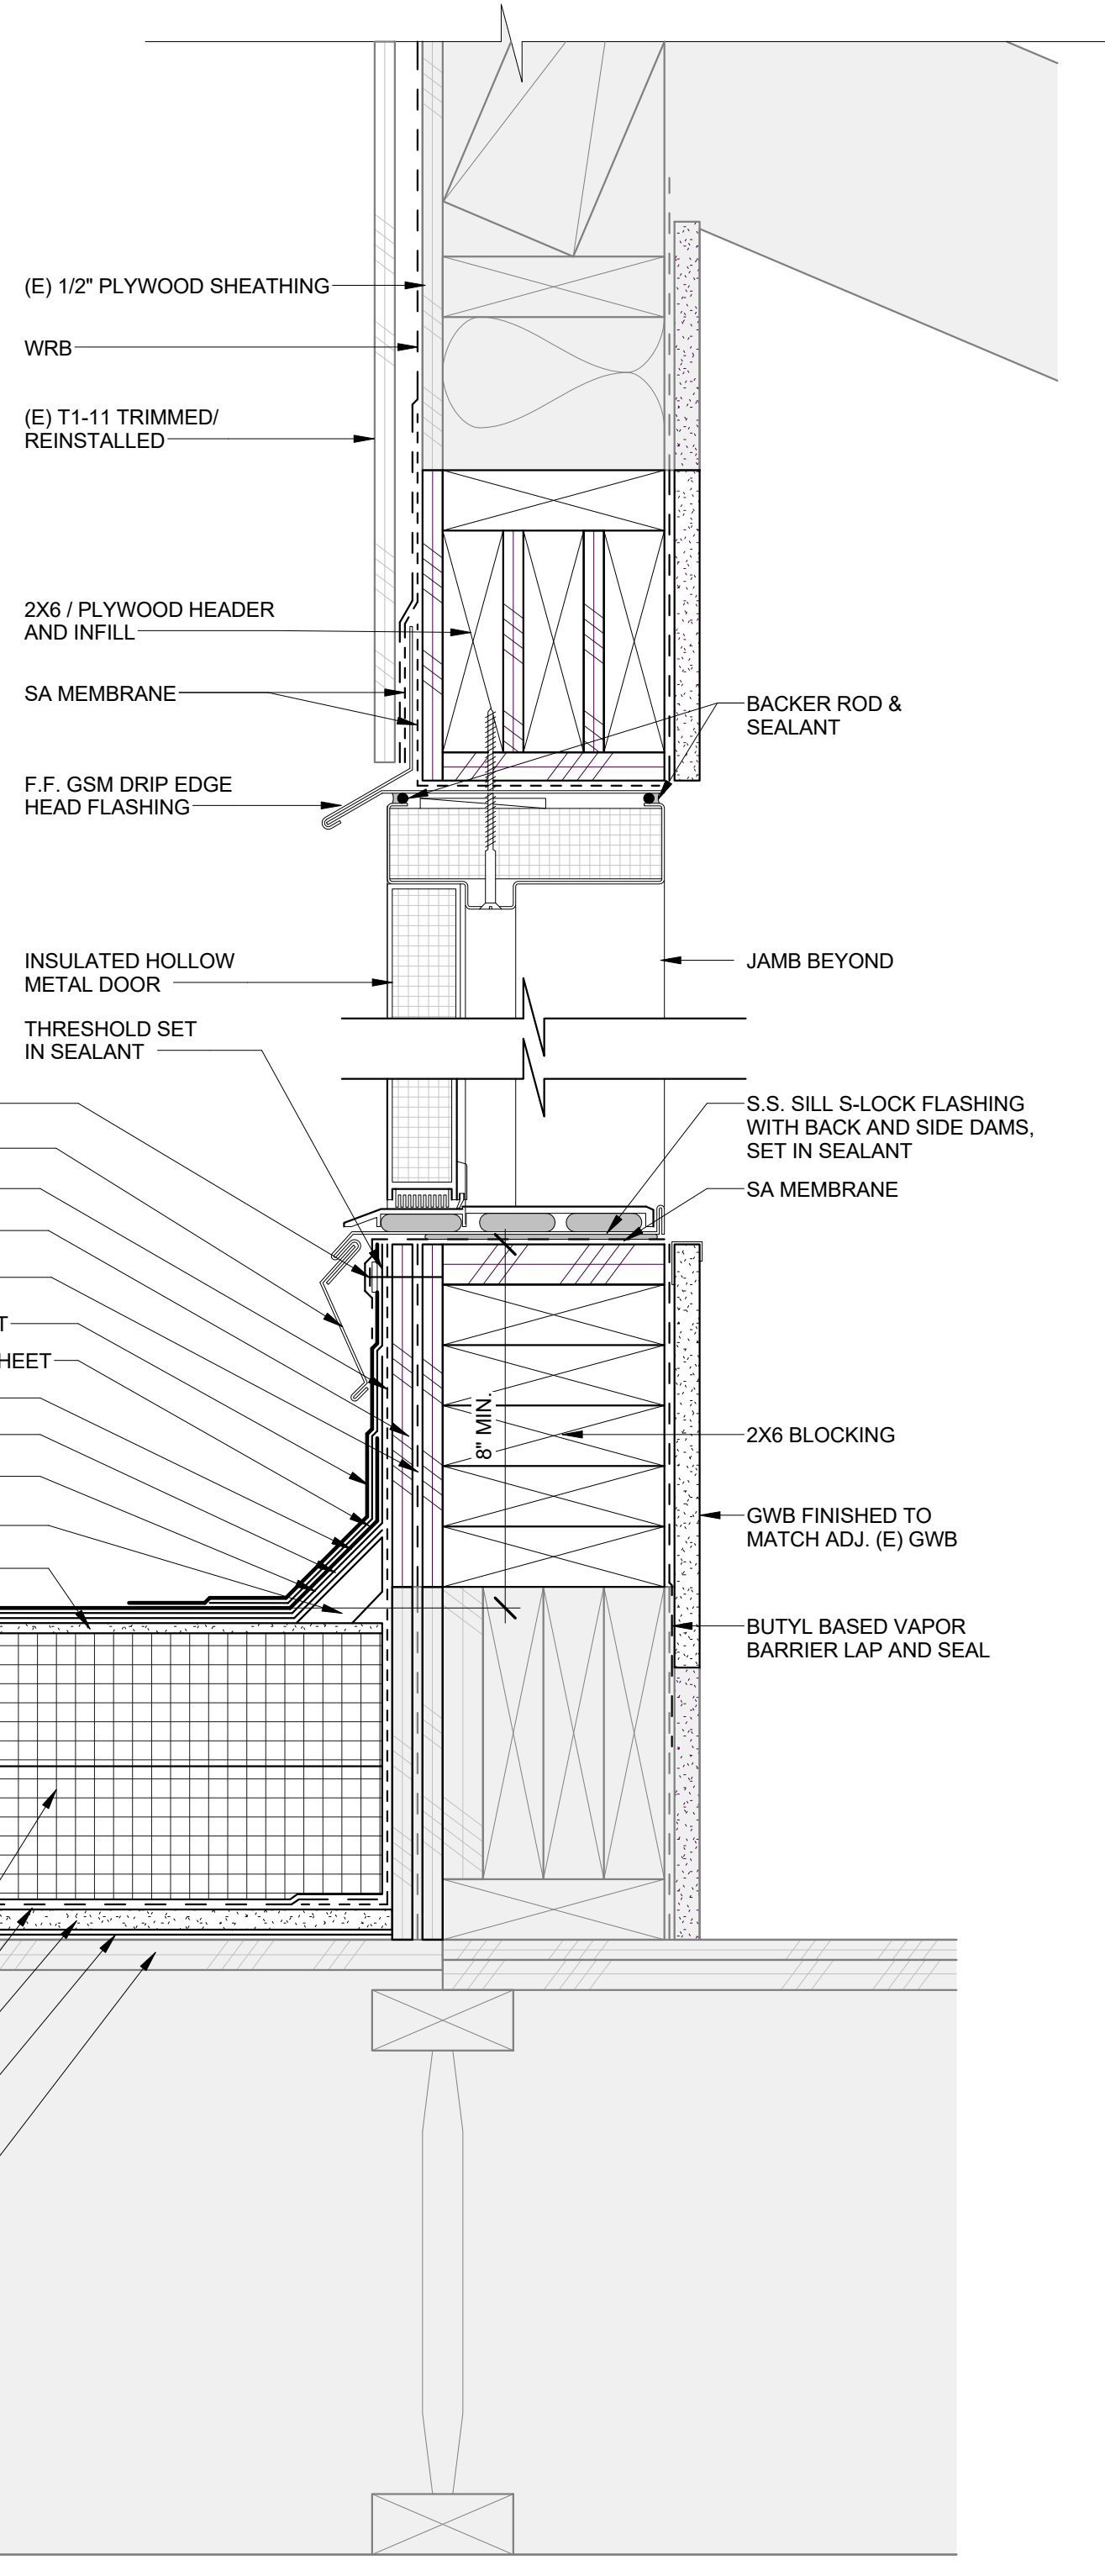 (E) 1/2" PLYWOOD SHEATHING
WRB
(E) T1-11 TRIMMED/
REINSTALLED
2X6 / PLYWOOD HEADER
AND INFILL
SA MEMBRANE
BACKER ROD &
SEALANT
F.F. GSM DRIP EDGE
HEAD FLASHING
INSULATED HOLLOW
METAL DOOR
JAMB BEYOND
THRESHOLD SET
IN SEALANT
S.S. SILL S-LOCK FLASHING
WITH BACK AND SIDE DAMS,
SET IN SEALANT
SA MEMBRANE
T
HEET
8" MIN.
2X6 BLOCKING
GWB FINISHED TO
MATCH ADJ. (E) GWB
BUTYL BASED VAPOR
BARRIER LAP AND SEAL